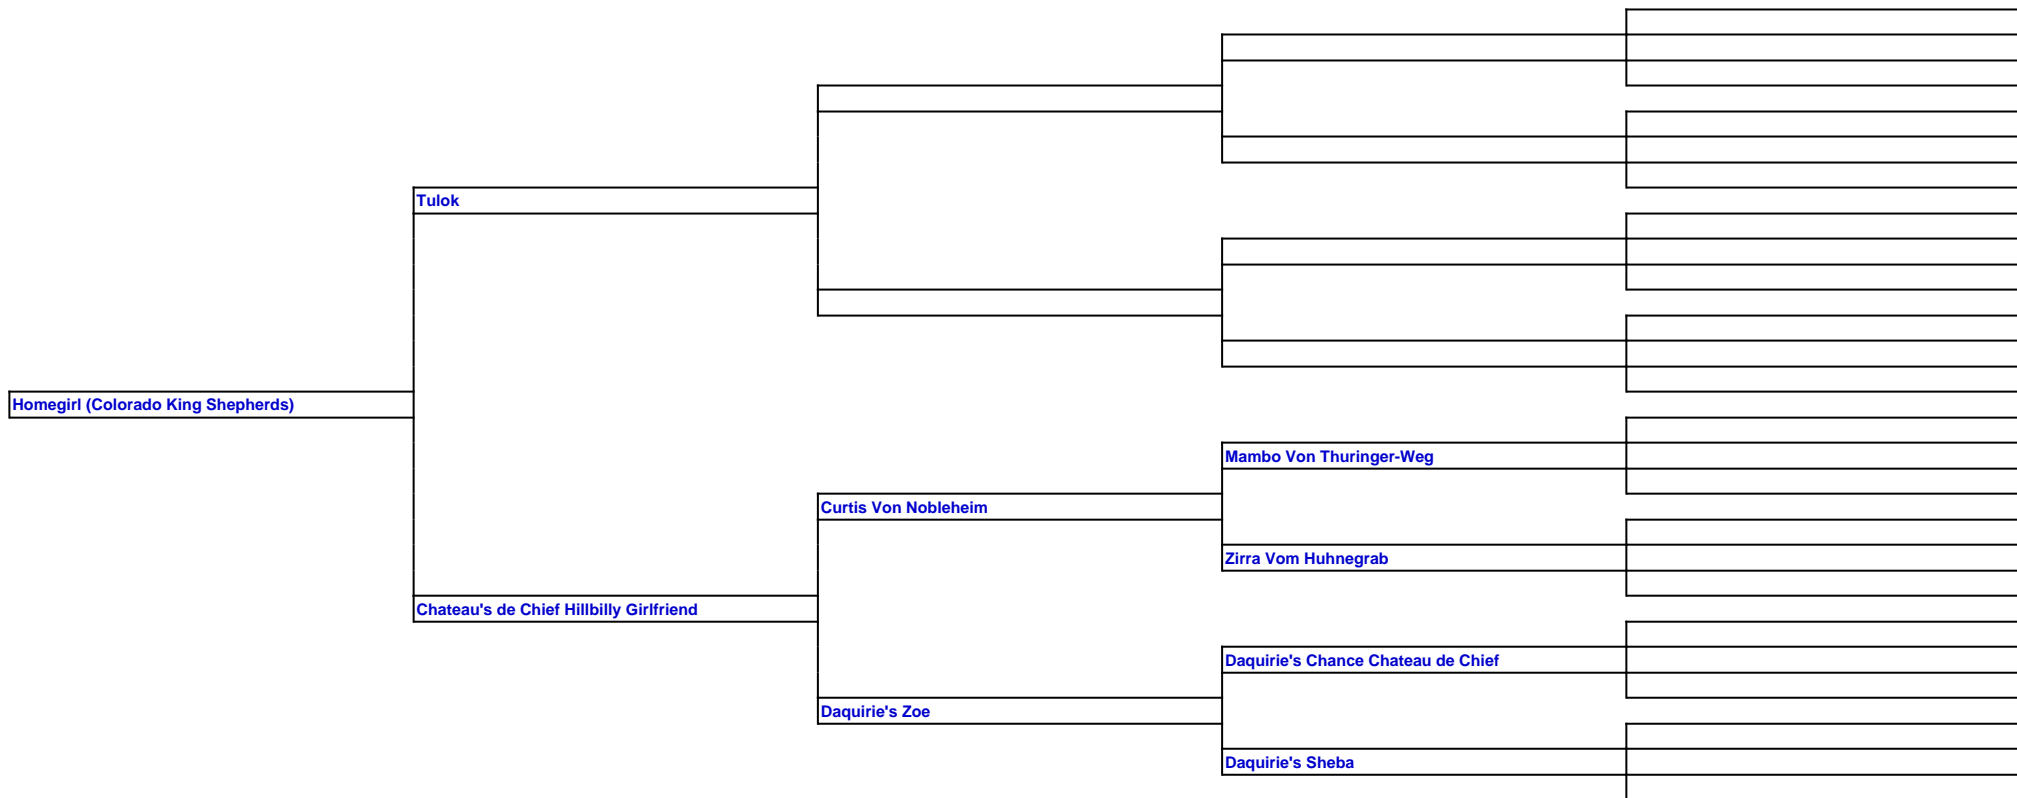 Tulok
Homegirl (Colorado King Shepherds)
Mambo Von Thuringer-Weg
Curtis Von Nobleheim
Zirra Vom Huhnegrab
Chateau's de Chief Hillbilly Girlfriend
Daquirie's Chance Chateau de Chief
Daquirie's Zoe
Daquirie's Sheba